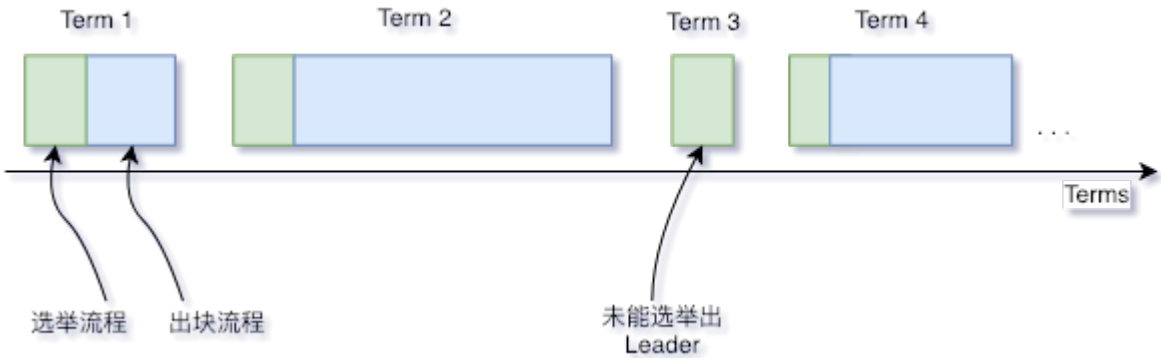 Term 1
Term 2
Term 3
Term 4
. . .
Terms
选举流程
出块流程
未能选举出
Leader